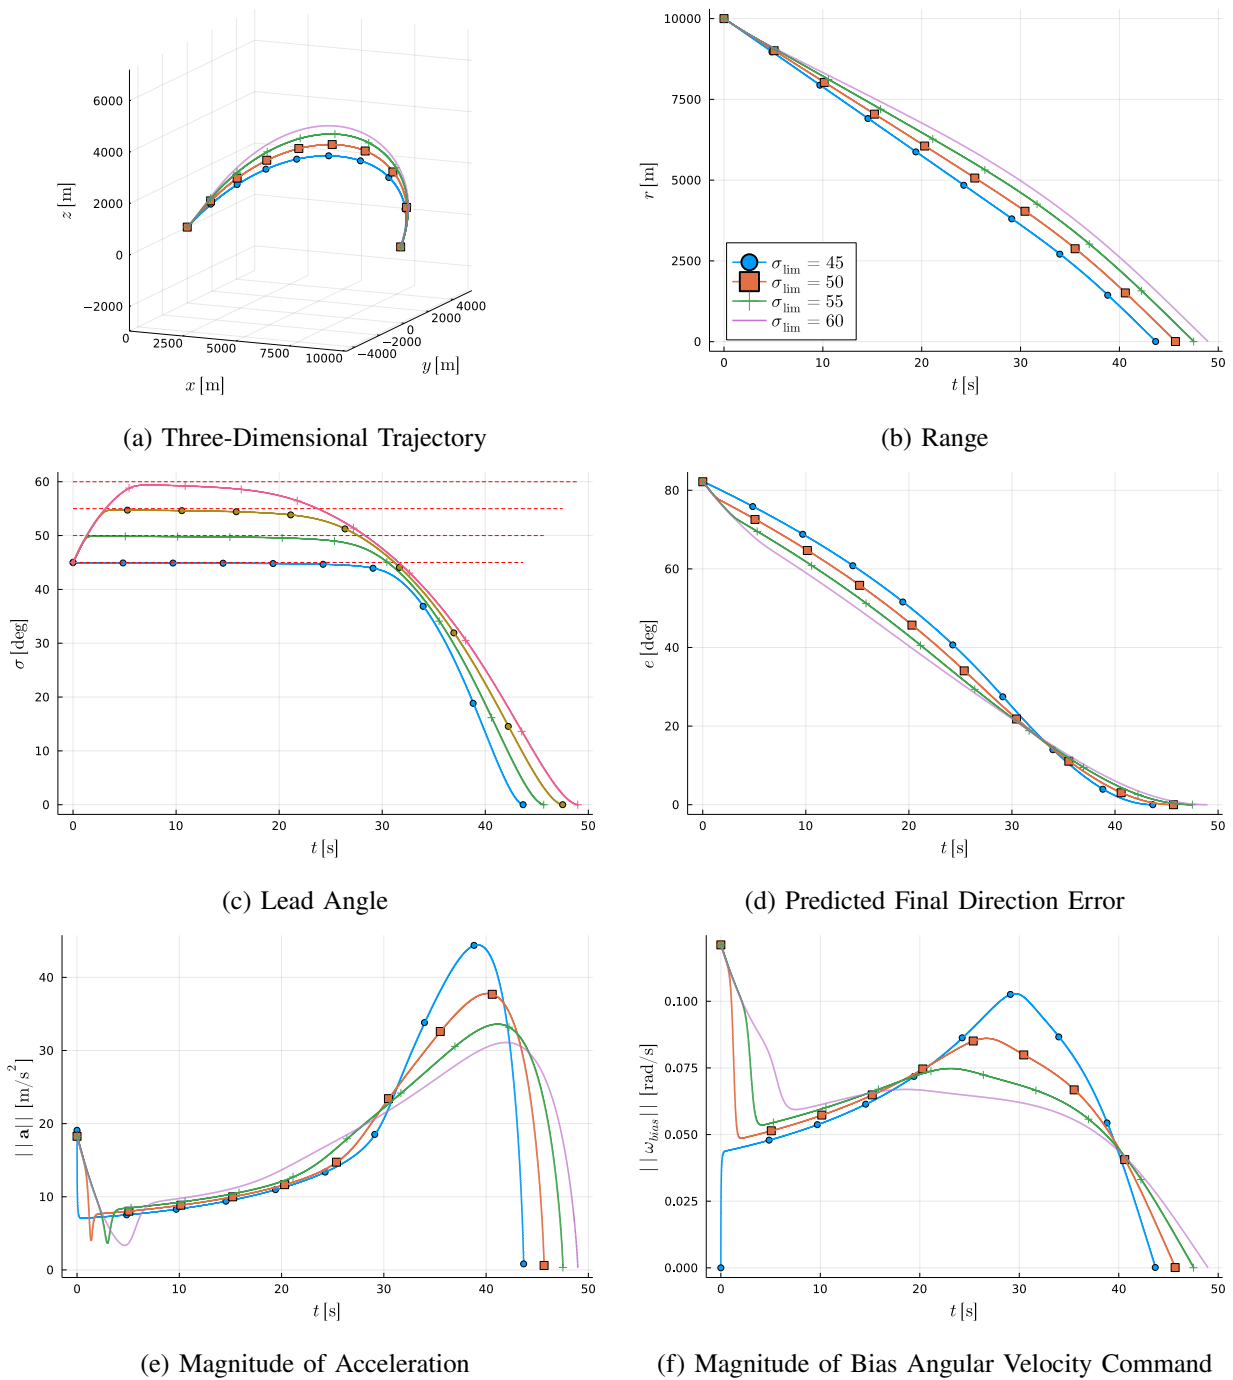 6000
4000
2000
0
−2000
z [m]
0
2500
5000
7500
10000
x [m]
−4000
−2000
0
2000
4000
y [m]
(a) Three-Dimensional Trajectory
10000
7500
5000
2500
0
r [m]
σlim = 45
σlim = 50
σlim = 55
σlim = 60
0 10 20 30 40 50
t [s]
(b) Range
60
50
40
30
20
10
0
σ [deg]
0 10 20 30 40 50
t [s]
(c) Lead Angle
80
60
40
20
0
e [deg]
0 10 20 30 40 50
t [s]
(d) Predicted Final Direction Error
40
30
20
10
0
||a|| [m/s²]
0 10 20 30 40 50
t [s]
(e) Magnitude of Acceleration
0.100
0.075
0.050
0.025
0.000
||ωbias|| [rad/s]
0 10 20 30 40 50
t [s]
(f) Magnitude of Bias Angular Velocity Command